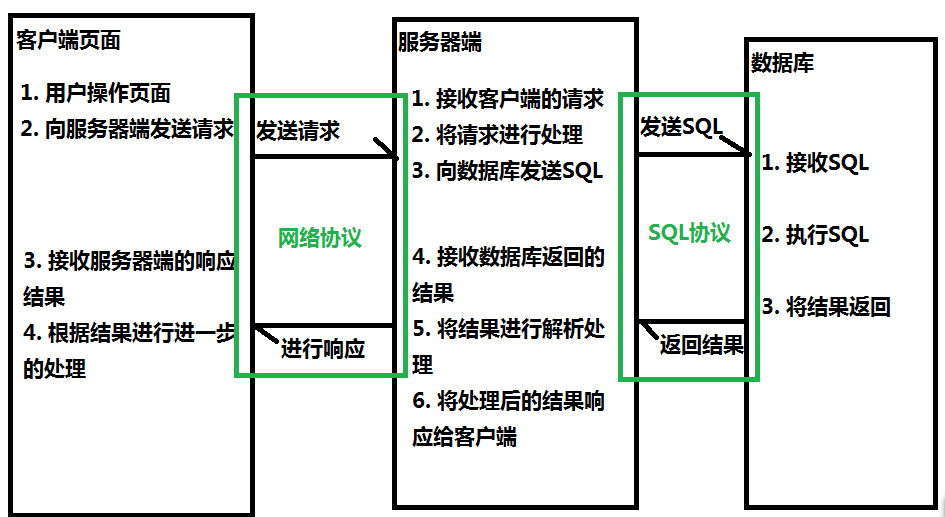 客户端页面
1. 用户操作页面
2. 向服务器端发送请求
3. 接收服务器端的响应
结果
4. 根据结果进行进一步
的处理
发送请求
网络协议
进行响应
服务器端
1. 接收客户端的请求
2. 将请求进行处理
3. 向数据库发送SQL
4. 接收数据库返回的
结果
5. 将结果进行解析处
理
6. 将处理后的结果响
应给客户端
发送SQL
SQL协议
返回结果
数据库
1. 接收SQL
2. 执行SQL
3. 将结果返回